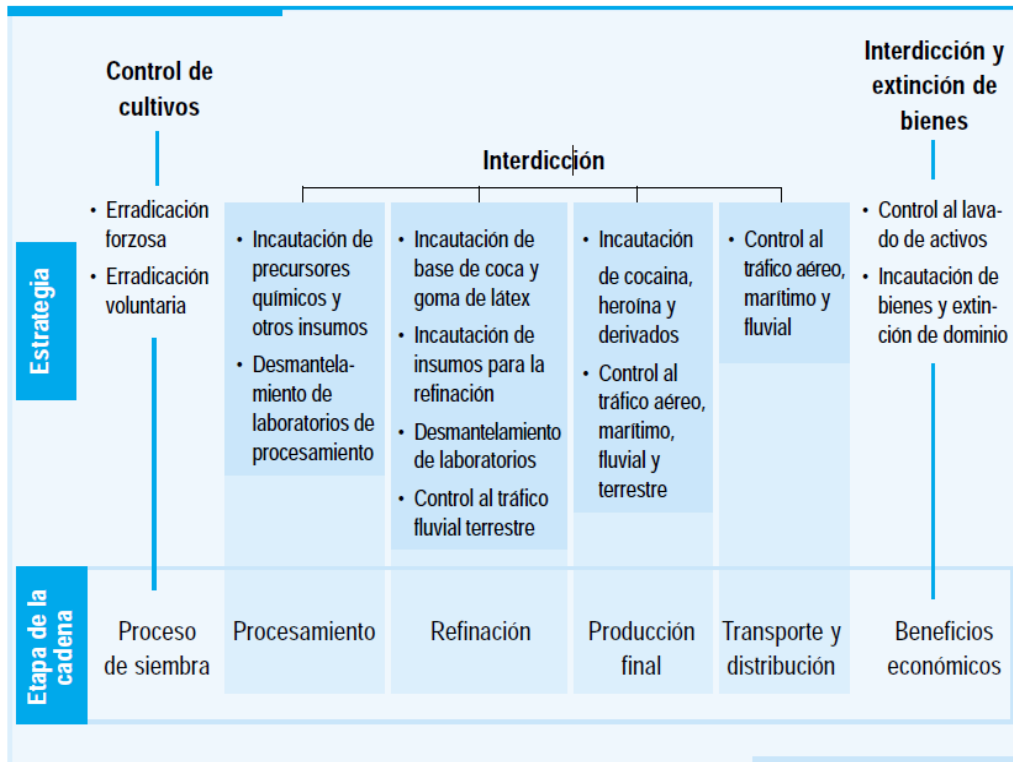 Control de
cultivos
Interdicción y
extinción de
bienes
Interdicción
Estrategia
• Erradicación
forzosa
• Erradicación
voluntaria
• Incautación de
precursores
químicos y
otros insumos
• Desmantela-
miento de
laboratorios de
procesamiento
• Incautación de
base de coca y
goma de látex
• Incautación de
insumos para la
refinación
• Desmantelamiento
de laboratorios
• Control al tráfico
fluvial terrestre
• Incautación
de cocaina,
heroína y
derivados
• Control al
tráfico aéreo,
marítimo,
fluvial y
terrestre
• Control al
tráfico aéreo,
marítimo y
fluvial
• Control al lava-
do de activos
• Incautación de
bienes y extin-
ción de dominio
Etapa de la
cadena
Proceso
de siembra
Procesamiento
Refinación
Producción
final
Transporte y
distribución
Beneficios
económicos